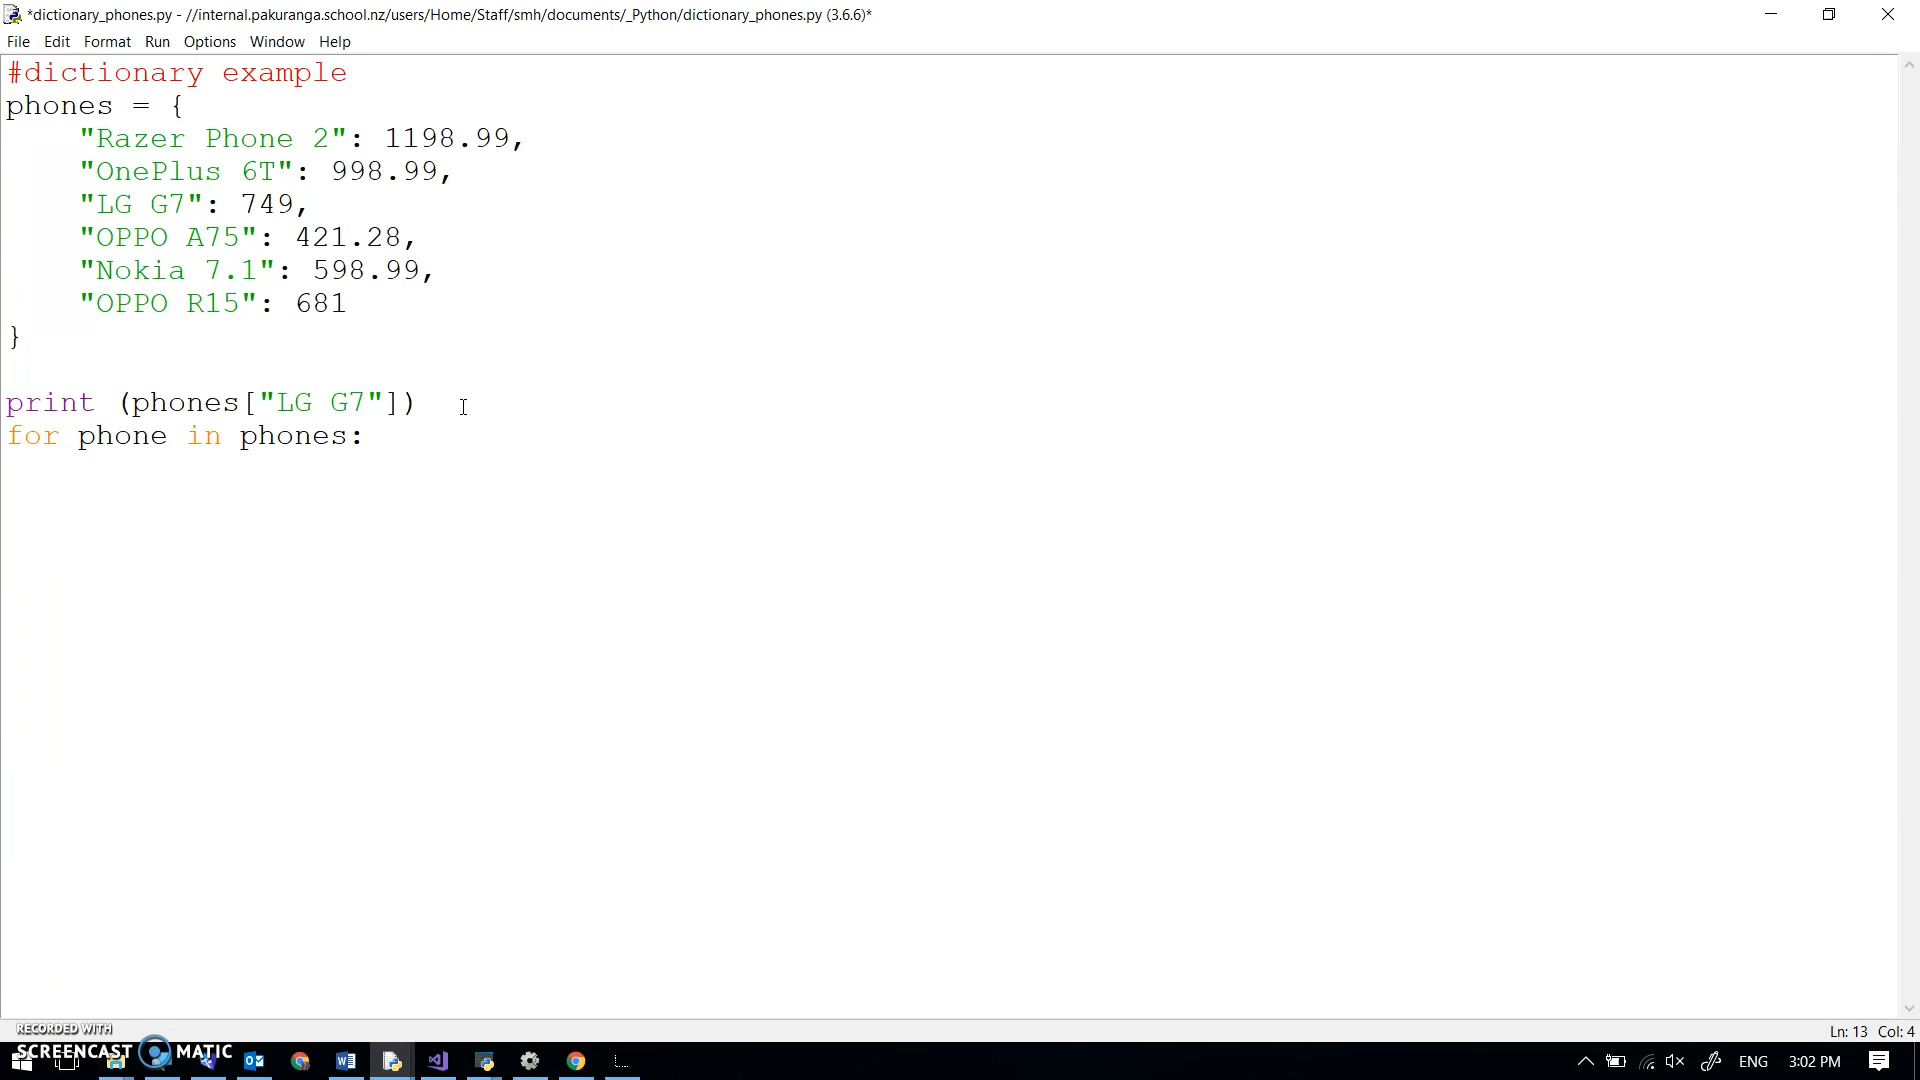 *dictionary_phones.py - //internal.pakuranga.school.nz/users/Home/Staff/smh/documents/_Python/dictionary_phones.py (3.6.6)*
File Edit Format Run Options Window Help
#dictionary example
phones = {
    "Razer Phone 2": 1198.99,
    "OnePlus 6T": 998.99,
    "LG G7": 749,
    "OPPO A75": 421.28,
    "Nokia 7.1": 598.99,
    "OPPO R15": 681
}
print (phones["LG G7"])
for phone in phones:
Ln: 13 Col: 4
RECORDED WITH
SCREENCAST MATIC
ENG 3:02 PM